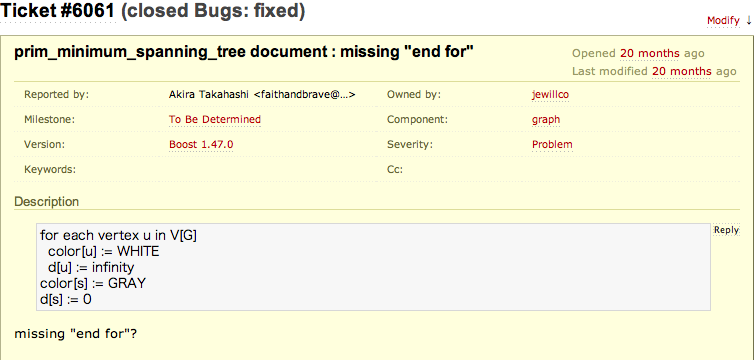 Ticket #6061 (closed Bugs: fixed)
Modify ↓
prim_minimum_spanning_tree document : missing "end for"
Opened 20 months ago
Last modified 20 months ago
Reported by: Akira Takahashi <faithandbrave@…> Owned by: jewillco
Milestone: To Be Determined Component: graph
Version: Boost 1.47.0 Severity: Problem
Keywords: Cc:
Description
Reply
for each vertex u in V[G]
  color[u] := WHITE
  d[u] := infinity
color[s] := GRAY
d[s] := 0
missing "end for"?